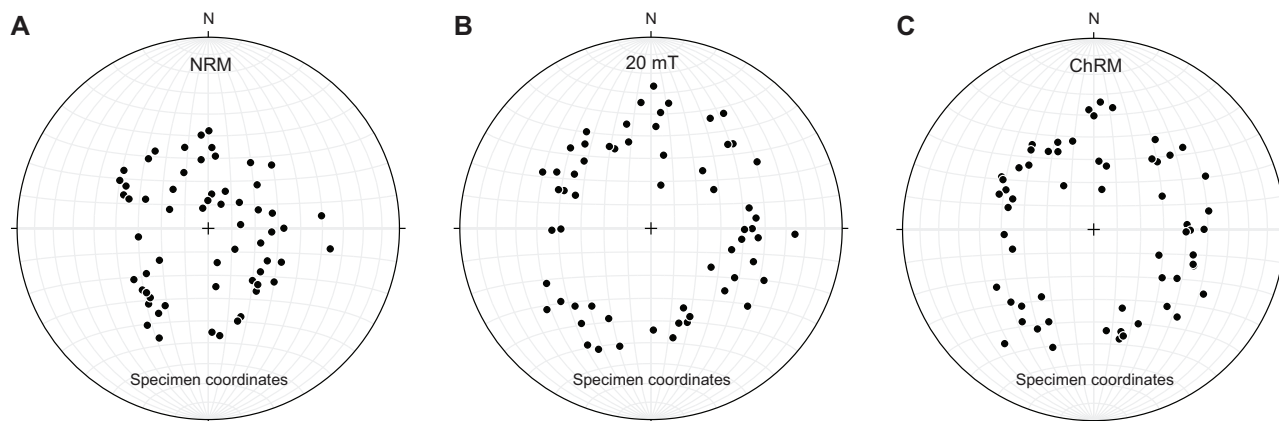 A
N
NRM
Specimen coordinates
B
N
20 mT
Specimen coordinates
C
N
ChRM
Specimen coordinates